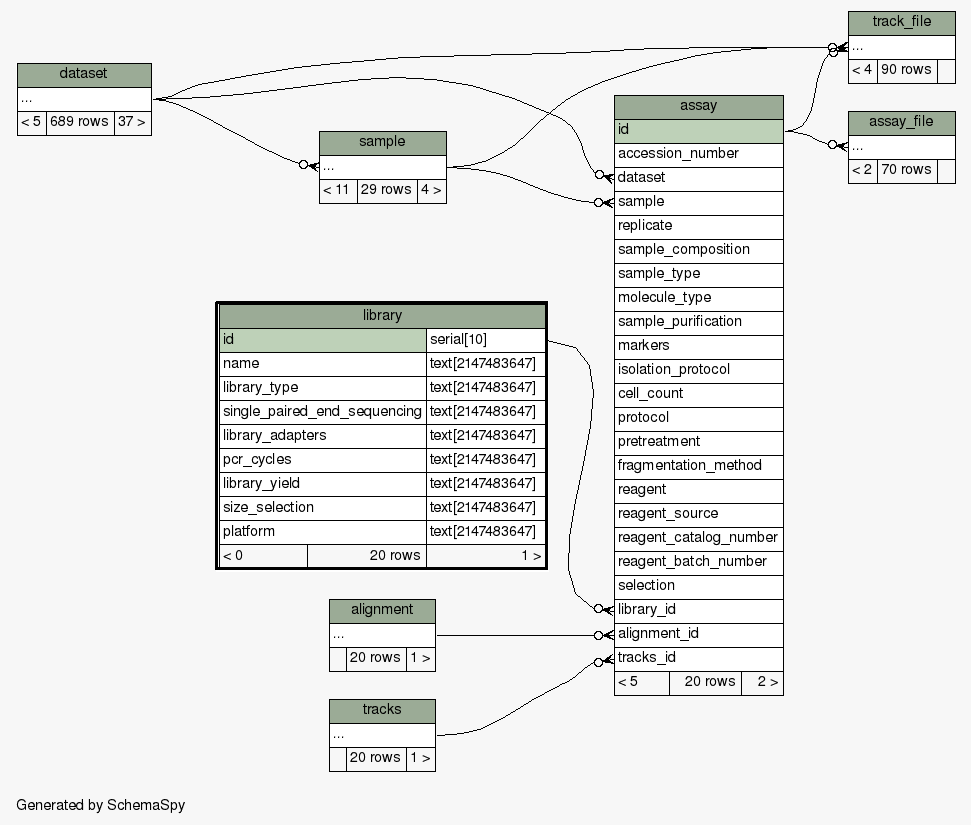 track_file
...
< 4 90 rows
dataset
...
< 5 689 rows 37 >
assay
id
accession_number
dataset
sample
replicate
sample_composition
sample_type
molecule_type
sample_purification
markers
isolation_protocol
cell_count
protocol
pretreatment
fragmentation_method
reagent
reagent_source
reagent_catalog_number
reagent_batch_number
selection
library_id
alignment_id
tracks_id
< 5 20 rows 2 >
assay_file
...
< 2 70 rows
sample
...
< 11 29 rows 4 >
library
id serial[10]
name text[2147483647]
library_type text[2147483647]
single_paired_end_sequencing text[2147483647]
library_adapters text[2147483647]
pcr_cycles text[2147483647]
library_yield text[2147483647]
size_selection text[2147483647]
platform text[2147483647]
< 0 20 rows 1 >
alignment
...
20 rows 1 >
tracks
...
20 rows 1 >
Generated by SchemaSpy